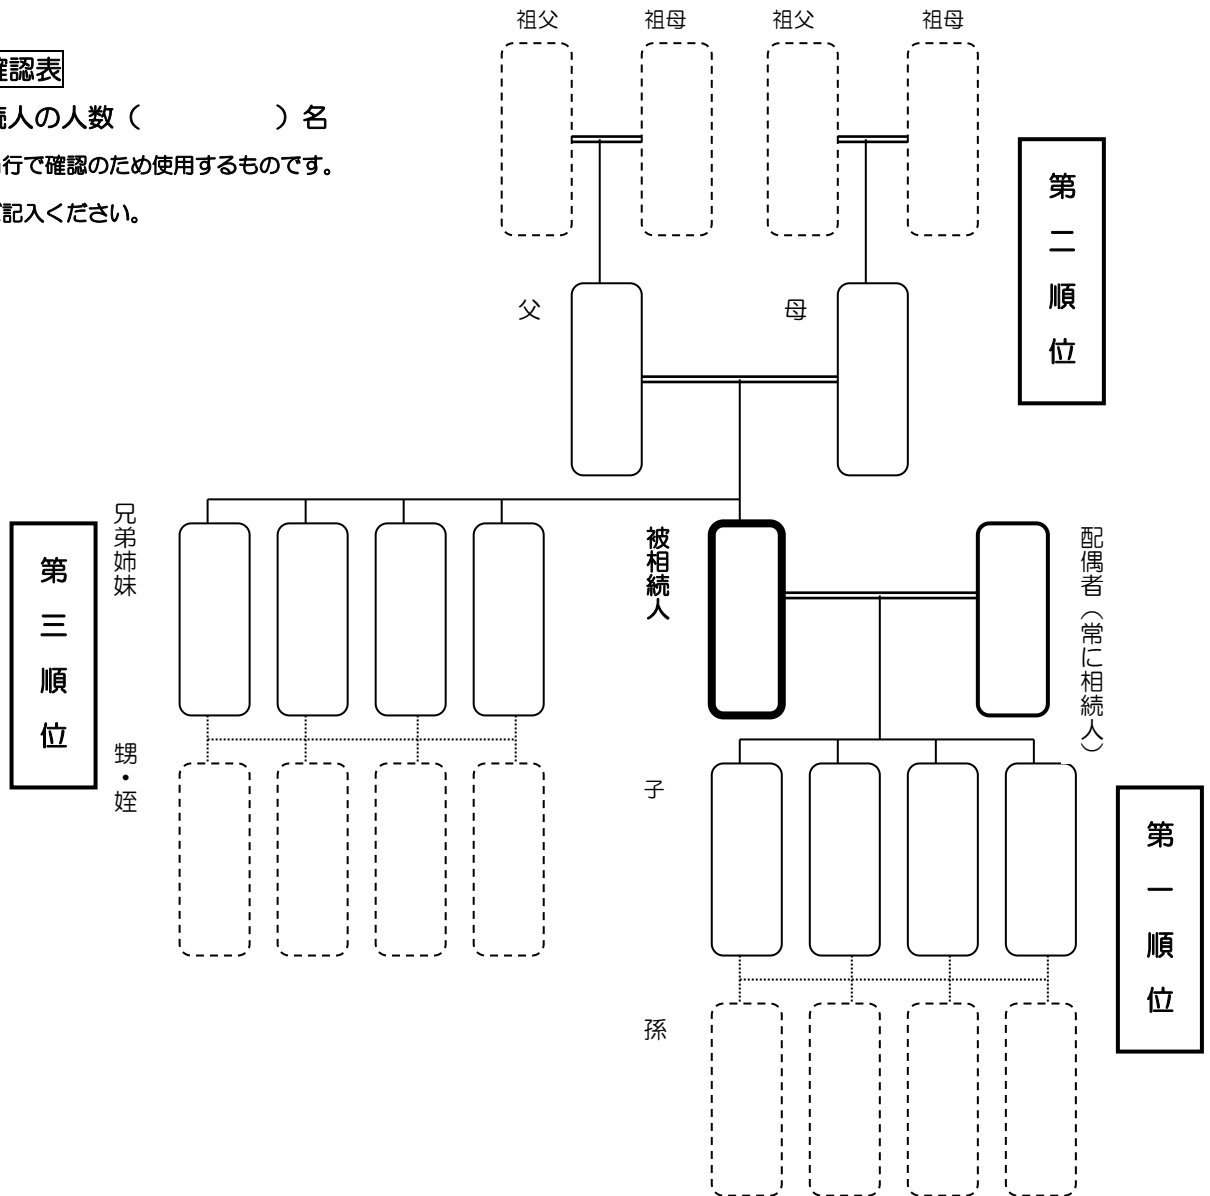 祖父
祖母
祖父
祖母
確認表
続人の人数（　　　　　）名
行で確認のため使用するものです。
ご記入ください。
第二順位
父
母
兄弟姉妹
第三順位
被相続人
配偶者（常に相続人）
甥・姪
子
第一順位
孫